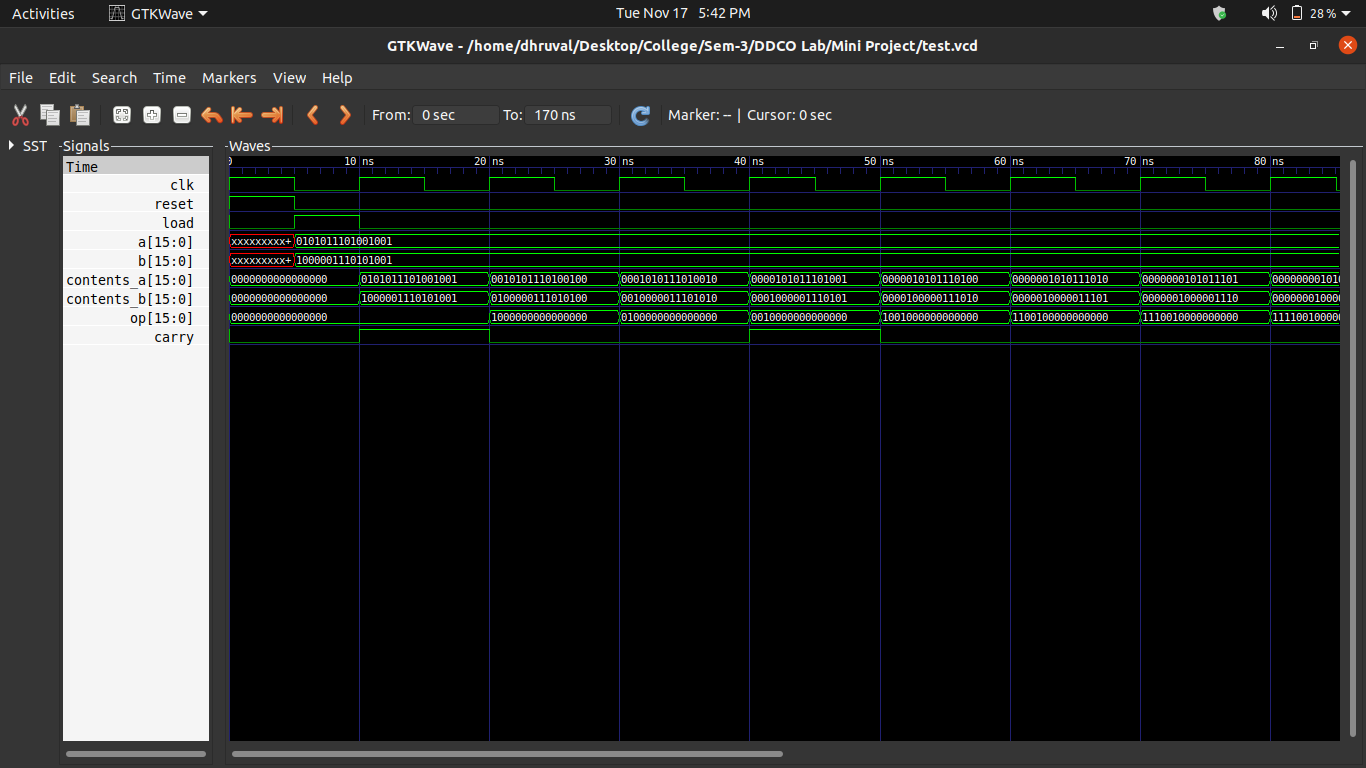 Activities GTKWave Tue Nov 17 5:42 PM 28%
GTKWave - /home/dhruval/Desktop/College/Sem-3/DDCO Lab/Mini Project/test.vcd
File Edit Search Time Markers View Help
From: 0 sec To: 170 ns Marker: -- | Cursor: 0 sec
SST Signals Waves
Time 0 10 ns 20 ns 30 ns 40 ns 50 ns 60 ns 70 ns 80 ns
clk
reset
load
a[15:0] xxxxxxxxx+ 0101011101001001
b[15:0] xxxxxxxxx+ 1000001110101001
contents_a[15:0] 0000000000000000 0101011101001001 0010101110100100 0001010111010010 0000101011101001 0000010101110100 0000001010111010 0000000101011101 000000001010
contents_b[15:0] 0000000000000000 1000001110101001 0100000111010100 0010000011101010 0001000001110101 0000100000111010 0000010000011101 0000001000001110 000000010000
op[15:0] 0000000000000000 1000000000000000 0100000000000000 0010000000000000 1001000000000000 1100100000000000 1110010000000000 111100100000
carry